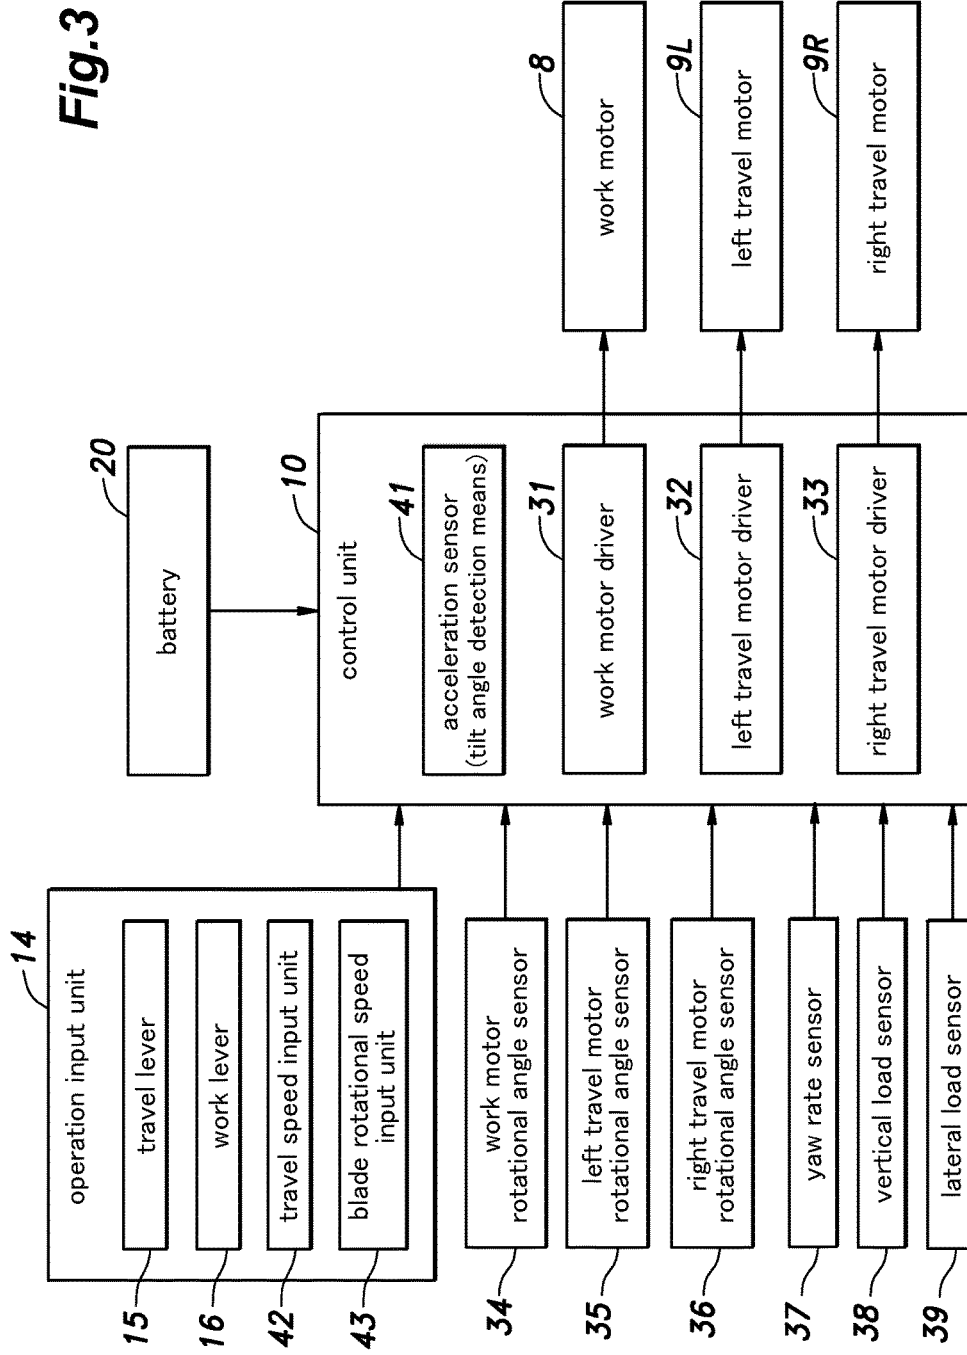 Fig.3
14
operation input unit
travel lever
15
work lever
16
travel speed input unit
42
blade rotational speed
input unit
43
work motor
rotational angle sensor
34
left travel motor
rotational angle sensor
35
right travel motor
rotational angle sensor
36
yaw rate sensor
37
vertical load sensor
38
lateral load sensor
39
20
battery
10
control unit
41
acceleration sensor
(tilt angle detection means)
31
work motor driver
32
left travel motor driver
33
right travel motor driver
8
work motor
9L
left travel motor
9R
right travel motor